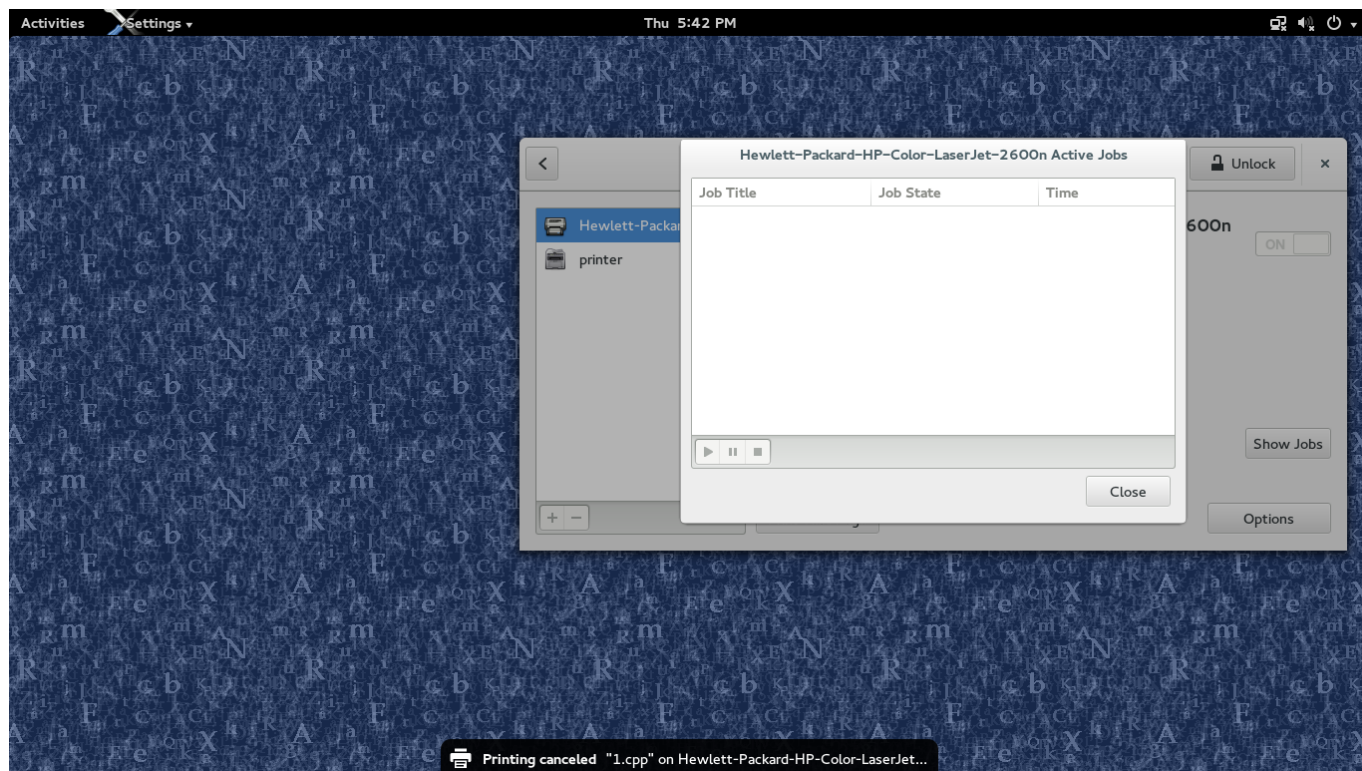 Activities Settings Thu 5:42 PM
Hewlett-Packard-HP-Color-LaserJet-2600n Active Jobs
Unlock
Job Title Job State Time
Hewlett-Packar
600n
ON
printer
Show Jobs
Close
Options
Printing canceled "1.cpp" on Hewlett-Packard-HP-Color-LaserJet...